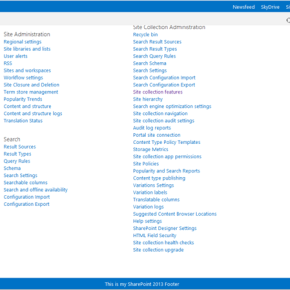 Newsfeed SkyDrive
Site Administration
Regional settings
Site libraries and lists
User alerts
RSS
Sites and workspaces
Workflow settings
Site Closure and Deletion
Term store management
Popularity Trends
Content and structure
Content and structure logs
Translation Status
Search
Result Sources
Result Types
Query Rules
Schema
Search Settings
Searchable columns
Search and offline availability
Configuration Import
Configuration Export
Site Collection Administration
Recycle bin
Search Result Sources
Search Result Types
Search Query Rules
Search Schema
Search Settings
Search Configuration Import
Search Configuration Export
Site collection features
Site hierarchy
Search engine optimization settings
Site collection navigation
Site collection audit settings
Audit log reports
Portal site connection
Content Type Policy Templates
Storage Metrics
Site collection app permissions
Site Policies
Popularity and Search Reports
Content type publishing
Variations Settings
Variation labels
Translatable columns
Variation logs
Suggested Content Browser Locations
Help settings
SharePoint Designer Settings
HTML Field Security
Site collection health checks
Site collection upgrade
This is my SharePoint 2013 Footer